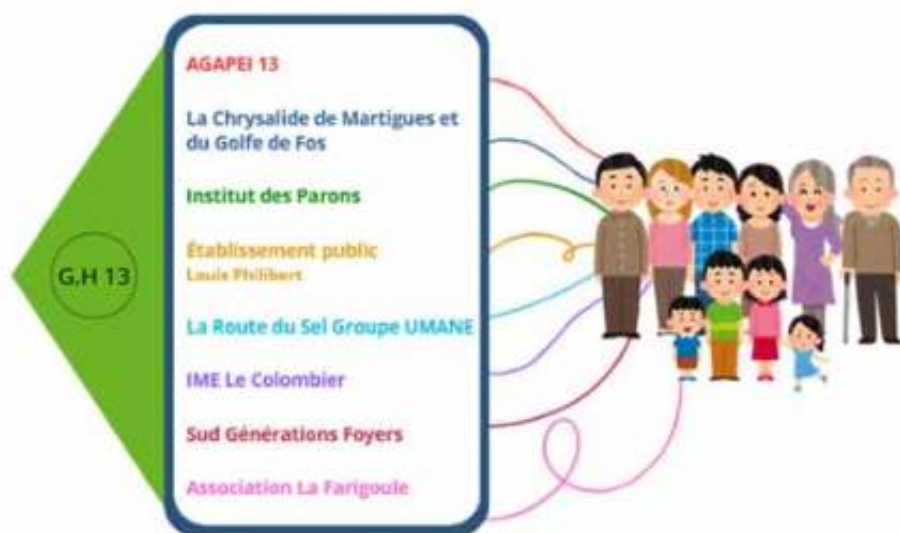 G.H 13
AGAPEI 13
La Chrysalide de Martigues et
du Golfe de Fos
Institut des Parons
Établissement public
Louis Philibert
La Route du Sel Groupe UMANE
IME Le Colombier
Sud Générations Foyers
Association La Farigoule